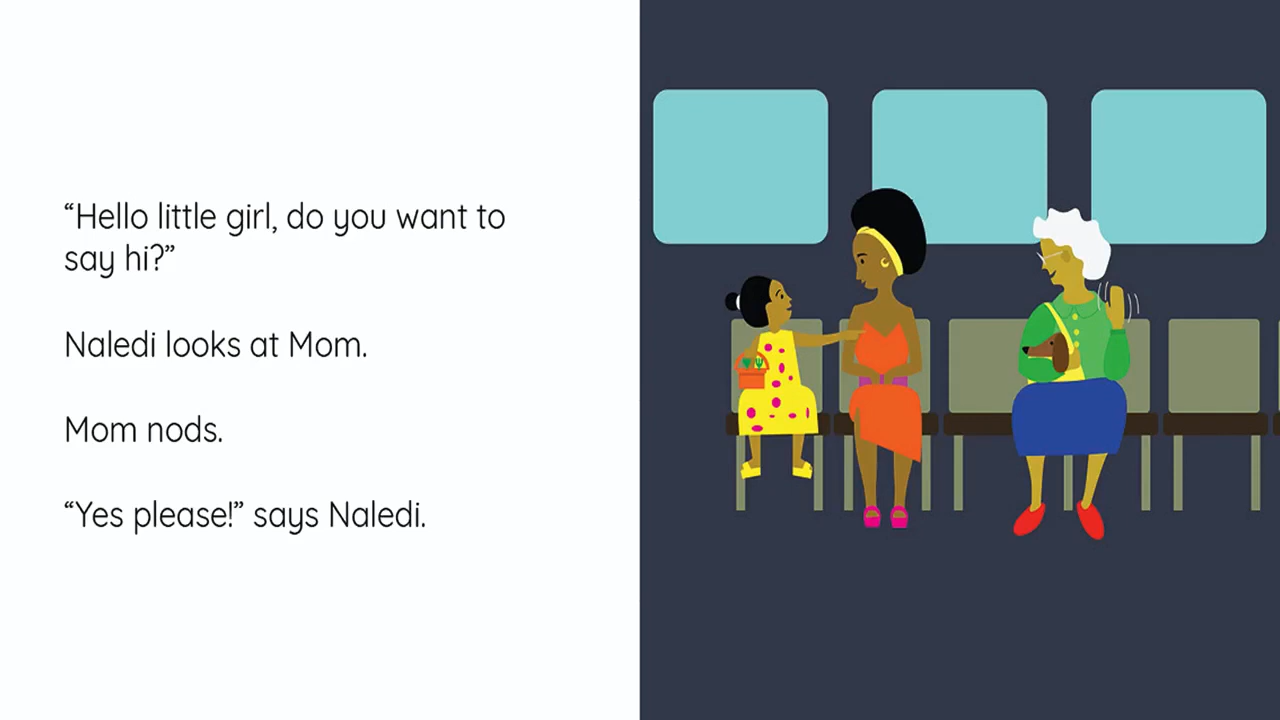 “Hello little girl, do you want to
say hi?”
Naledi looks at Mom.
Mom nods.
“Yes please!” says Naledi.